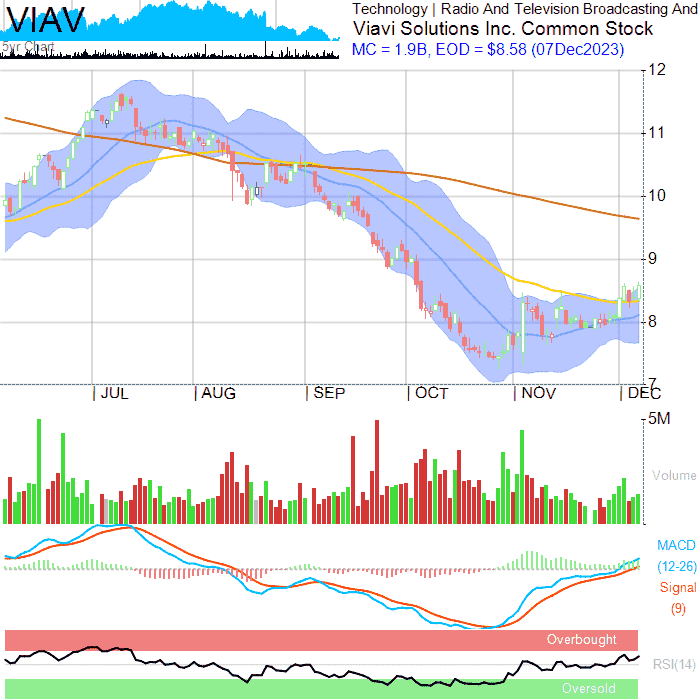 VIAV
5yr Chart
Technology | Radio And Television Broadcasting And
Viavi Solutions Inc. Common Stock
MC = 1.9B, EOD = $8.58 (07Dec2023)
12
11
10
9
8
7
JUL AUG SEP OCT NOV DEC
5M
Volume
MACD
(12-26)
Signal
(9)
Overbought
RSI(14)
Oversold